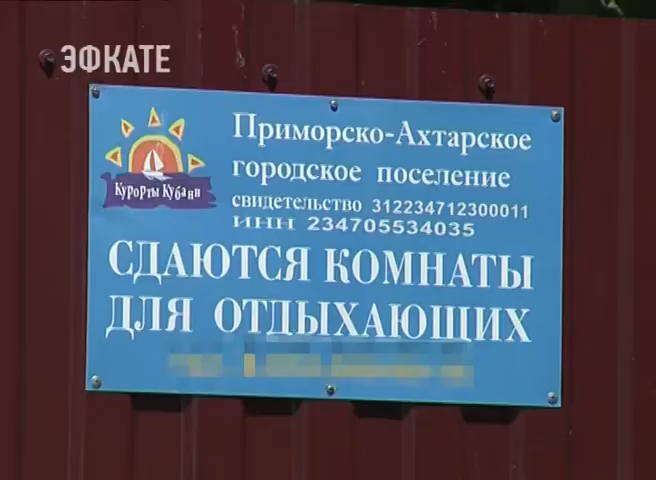 ЭФКАТЕ
Приморско-Ахтарское
городское поселение
Курорты Кубани
свидетельство 312234712300011
ИНН 234705534035
СДАЮТСЯ КОМНАТЫ
ДЛЯ ОТДЫХАЮЩИХ